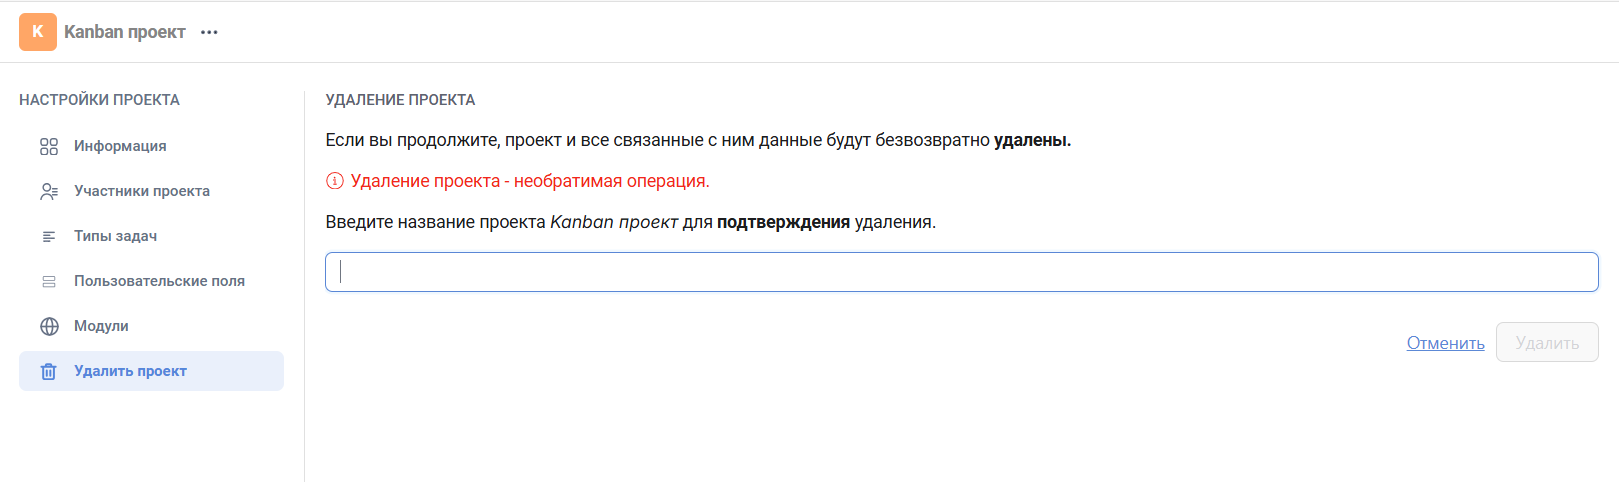 K Kanban проект ...
НАСТРОЙКИ ПРОЕКТА
Информация
Участники проекта
Типы задач
Пользовательские поля
Модули
Удалить проект
УДАЛЕНИЕ ПРОЕКТА
Если вы продолжите, проект и все связанные с ним данные будут безвозвратно удалены.
Удаление проекта - необратимая операция.
Введите название проекта Kanban проект для подтверждения удаления.
Отменить Удалить